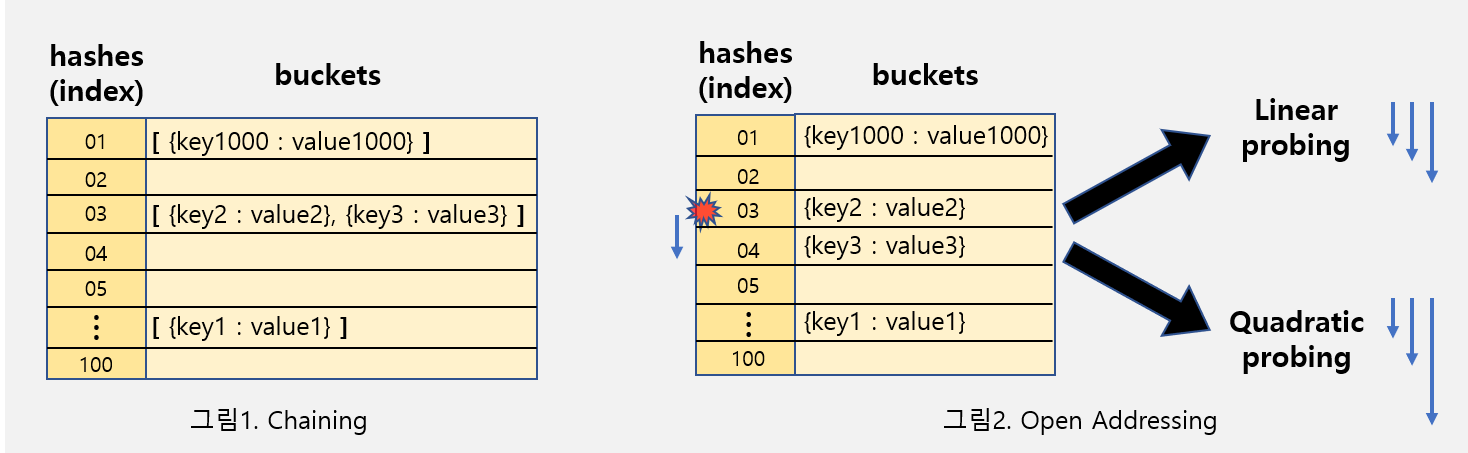 hashes
(index)
buckets
01
[ {key1000 : value1000} ]
02
03
[ {key2 : value2}, {key3 : value3} ]
04
05
⋮
[ {key1 : value1} ]
100
그림1. Chaining
hashes
(index)
buckets
01
{key1000 : value1000}
02
03
{key2 : value2}
04
{key3 : value3}
05
⋮
{key1 : value1}
100
Linear
probing
Quadratic
probing
그림2. Open Addressing